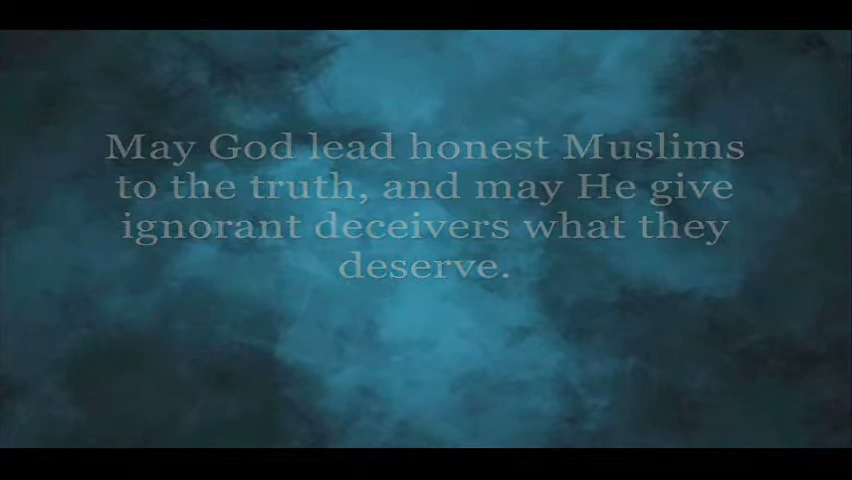 May God lead honest Muslims
to the truth, and may He give
ignorant deceivers what they
deserve.